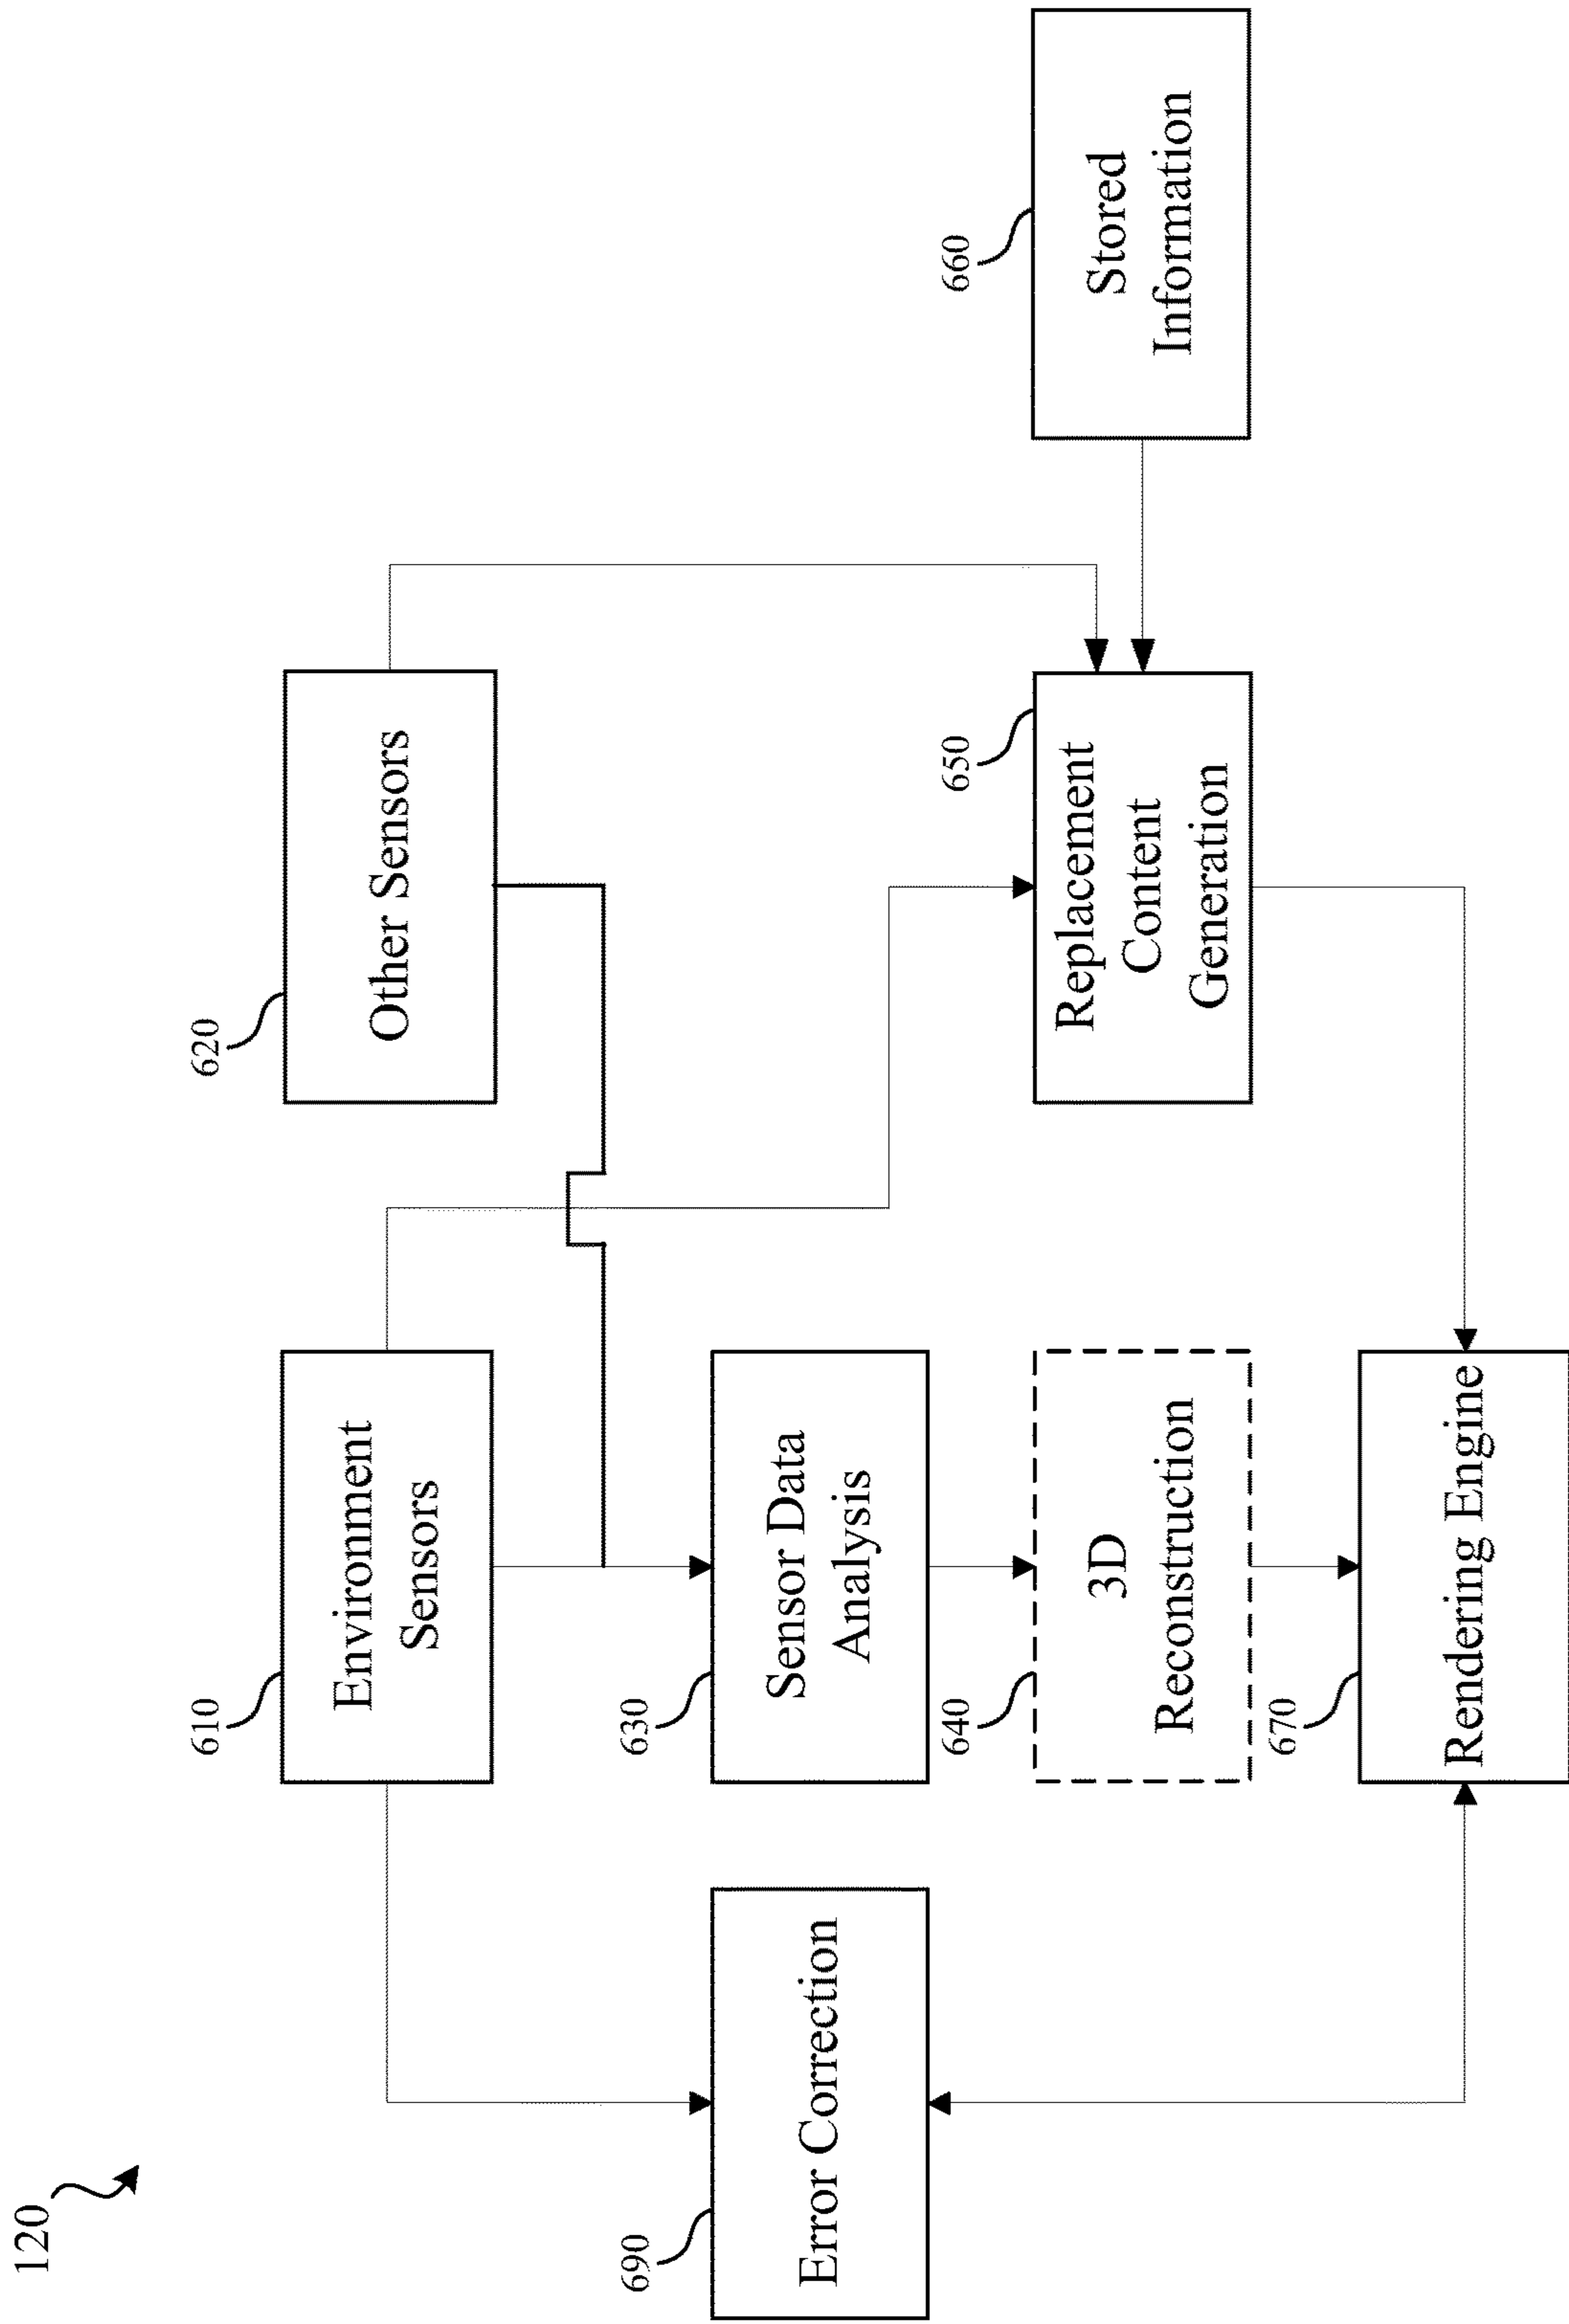 120
610
Environment
Sensors
620
Other Sensors
690
Error Correction
630
Sensor Data
Analysis
640
3D
Reconstruction
650
Replacement
Content
Generation
660
Stored
Information
670
Rendering Engine